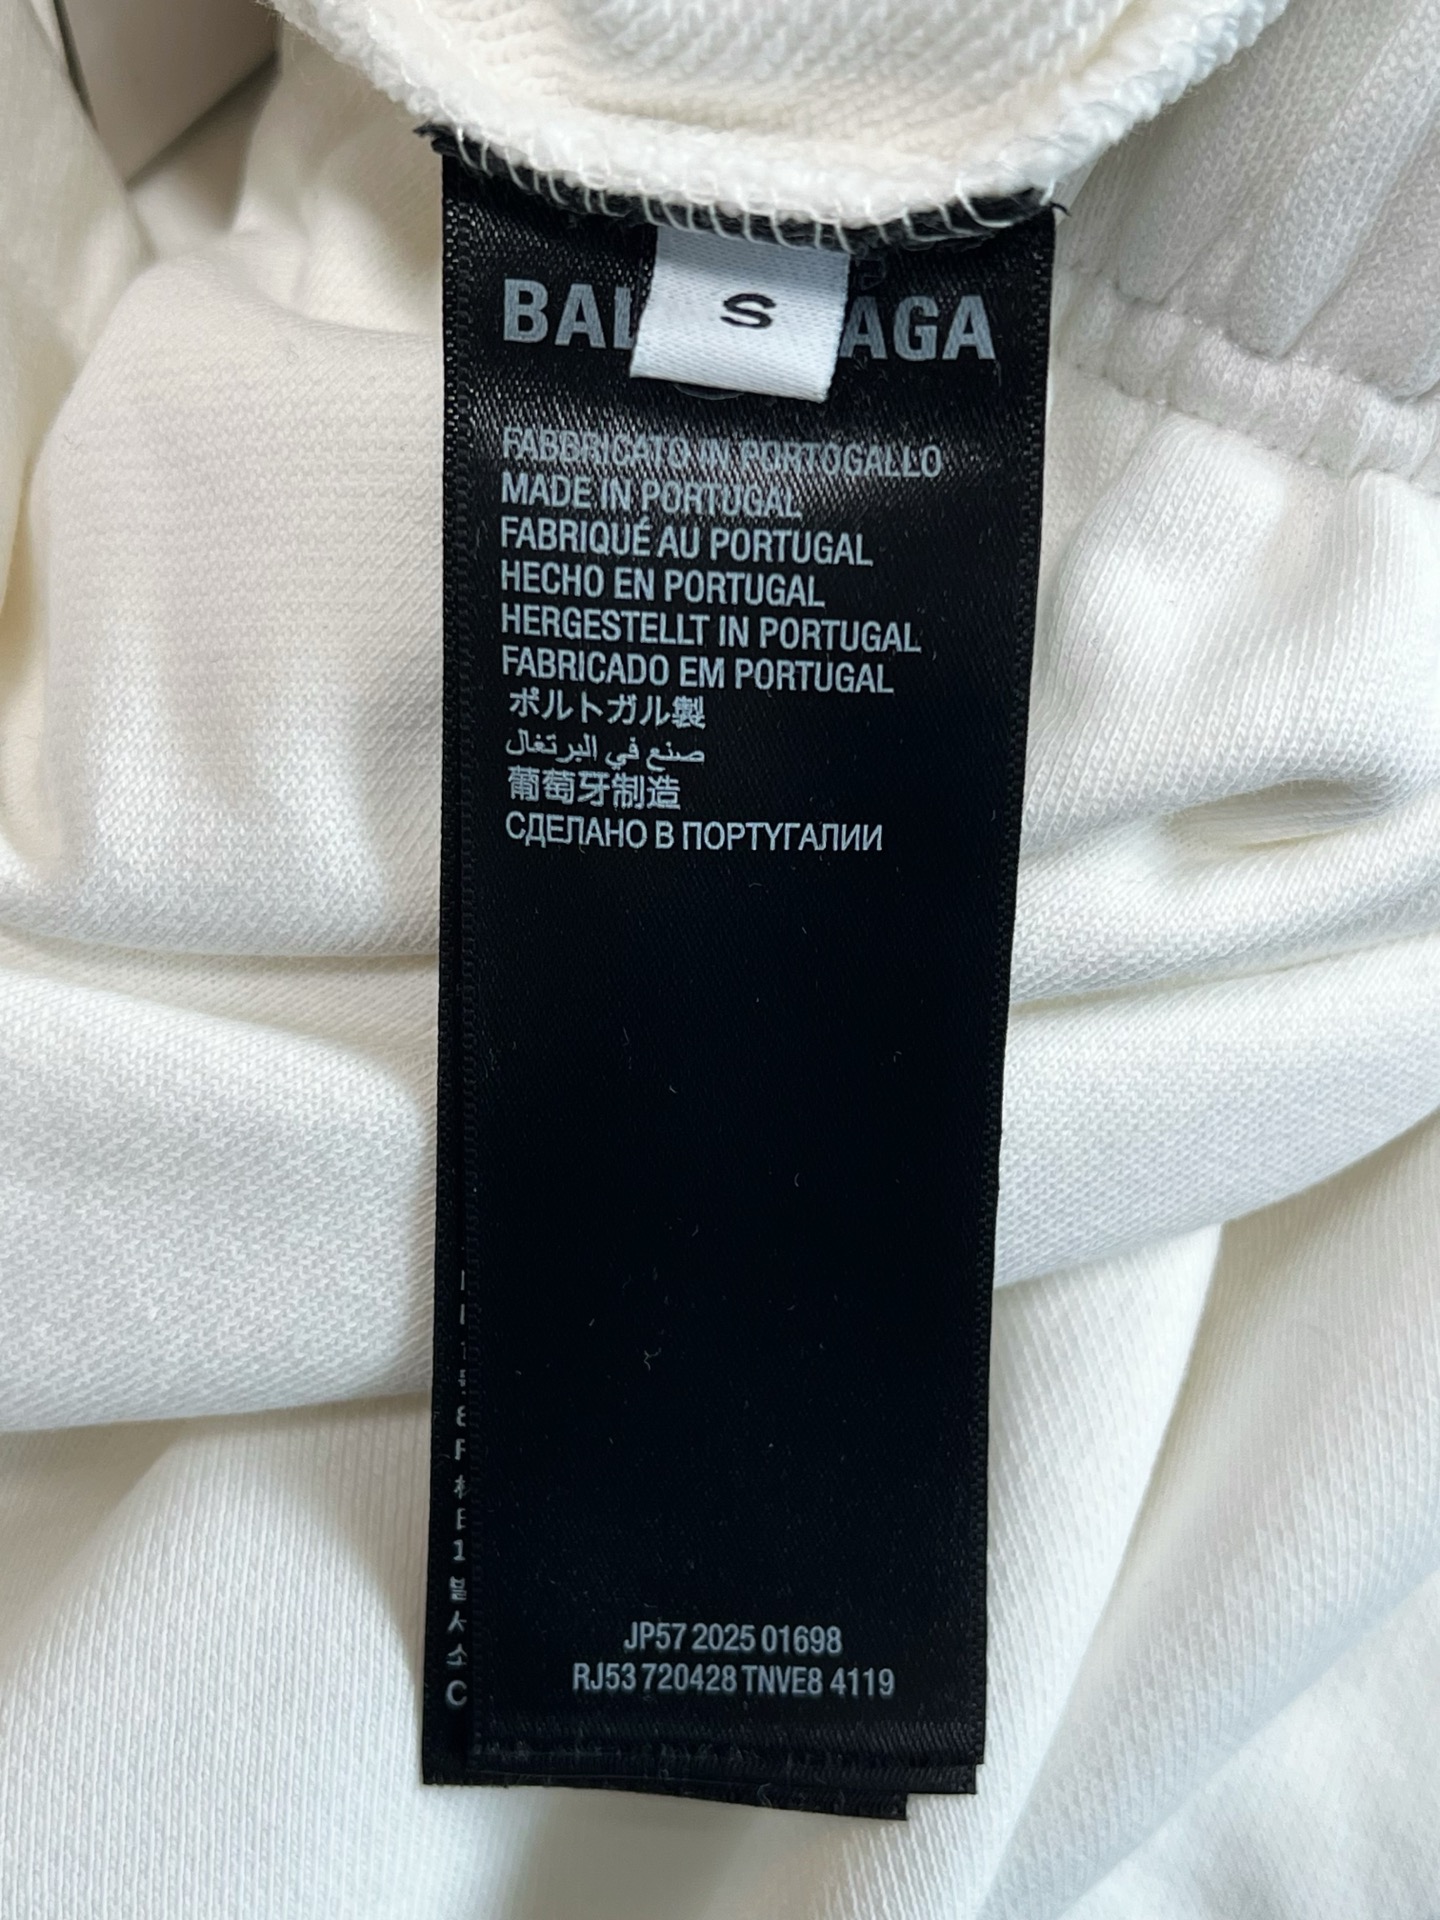 S
BAL AGA
FABBRICATO IN PORTOGALLO
MADE IN PORTUGAL
FABRIQUÉ AU PORTUGAL
HECHO EN PORTUGAL
HERGESTELLT IN PORTUGAL
FABRICADO EM PORTUGAL
ポルトガル製
صنع في البرتغال
葡萄牙制造
СДЕЛАНО В ПОРТУГАЛИИ
JP57 2025 01698
RJ53 720428 TNVE8 4119